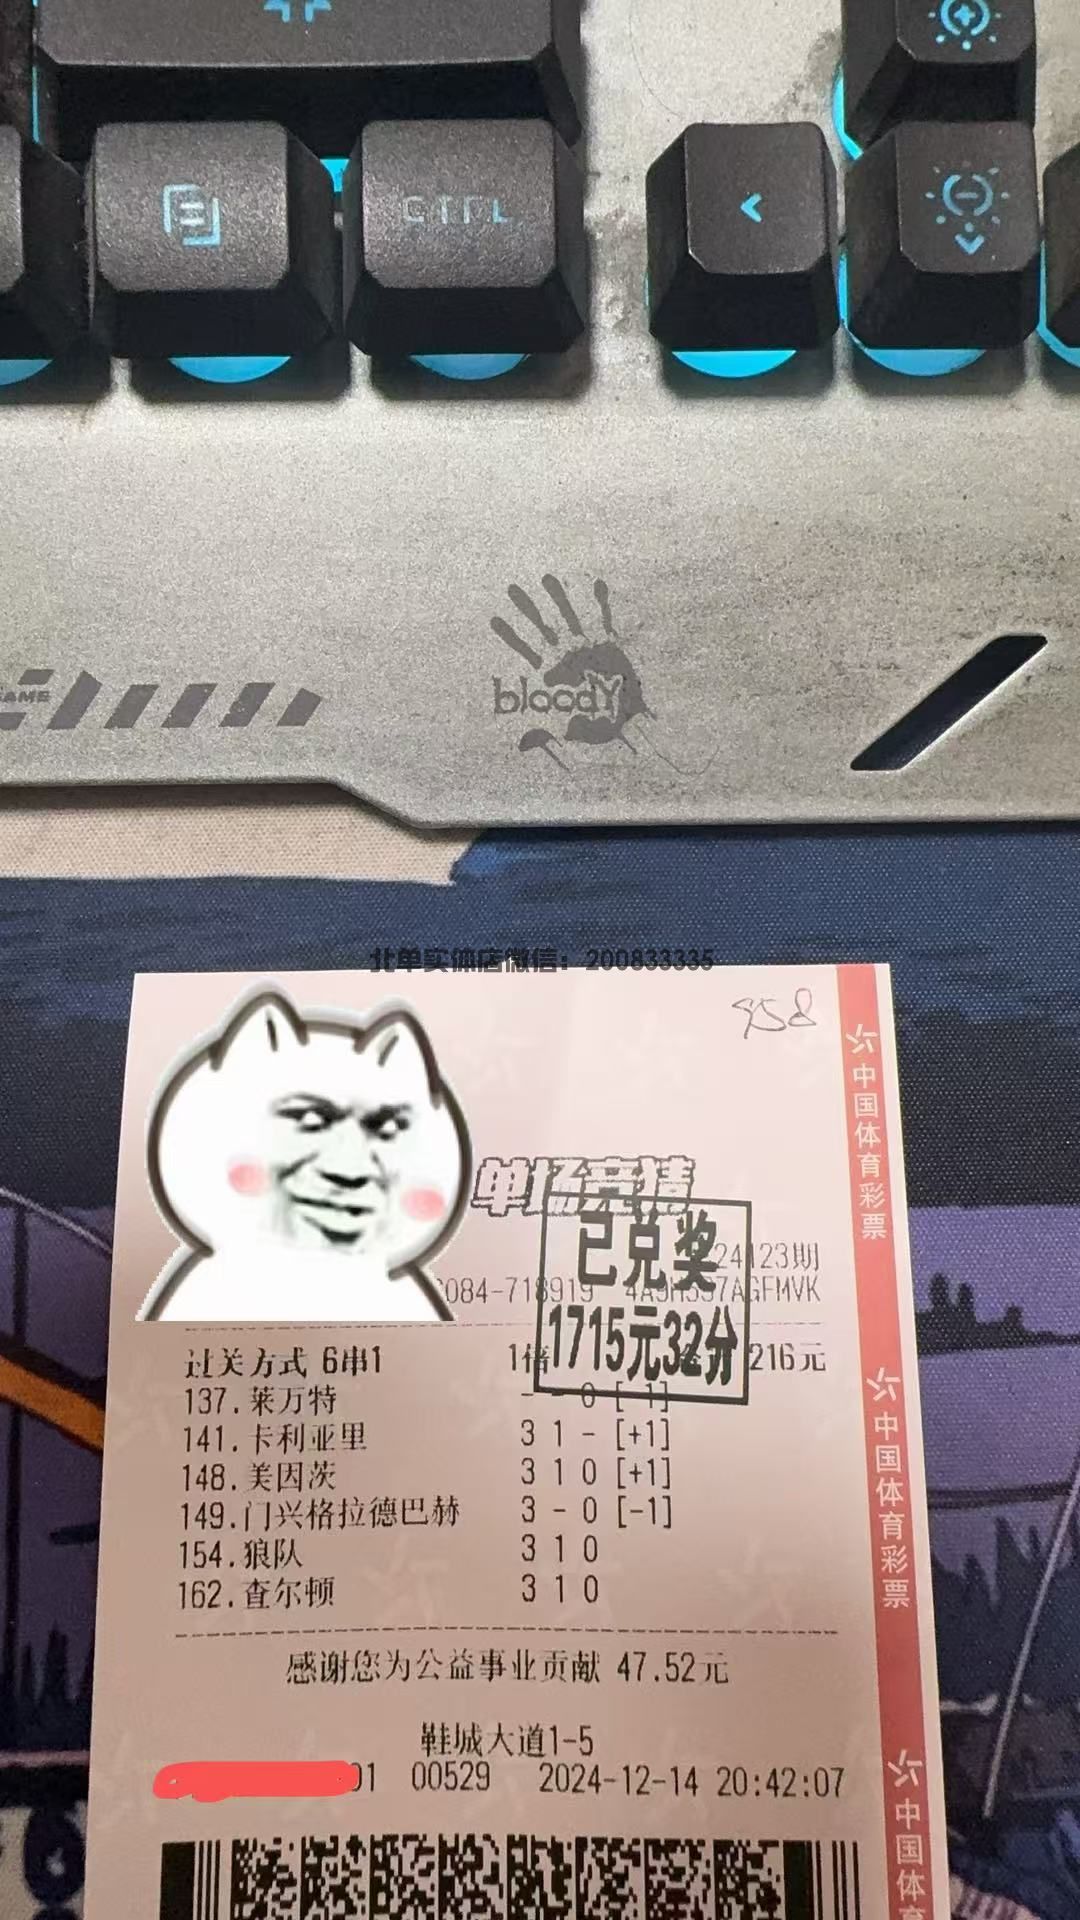 CTRL
GAME
bloody
北单实体店微信：200833335
958
中国体育彩票
单场竞猜
已兑奖
24123期
084-718919 4A9H557AGFMVK
1715元32分
过关方式 6串1 1倍 216元
137.莱万特 - - 0 [-1]
141.卡利亚里 3 1 - [+1]
148.美因茨 3 1 0 [+1]
149.门兴格拉德巴赫 3 - 0 [-1]
154.狼队 3 1 0
162.查尔顿 3 1 0
中国体育彩票
感谢您为公益事业贡献 47.52元
鞋城大道1-5
01 00529 2024-12-14 20:42:07
中国体